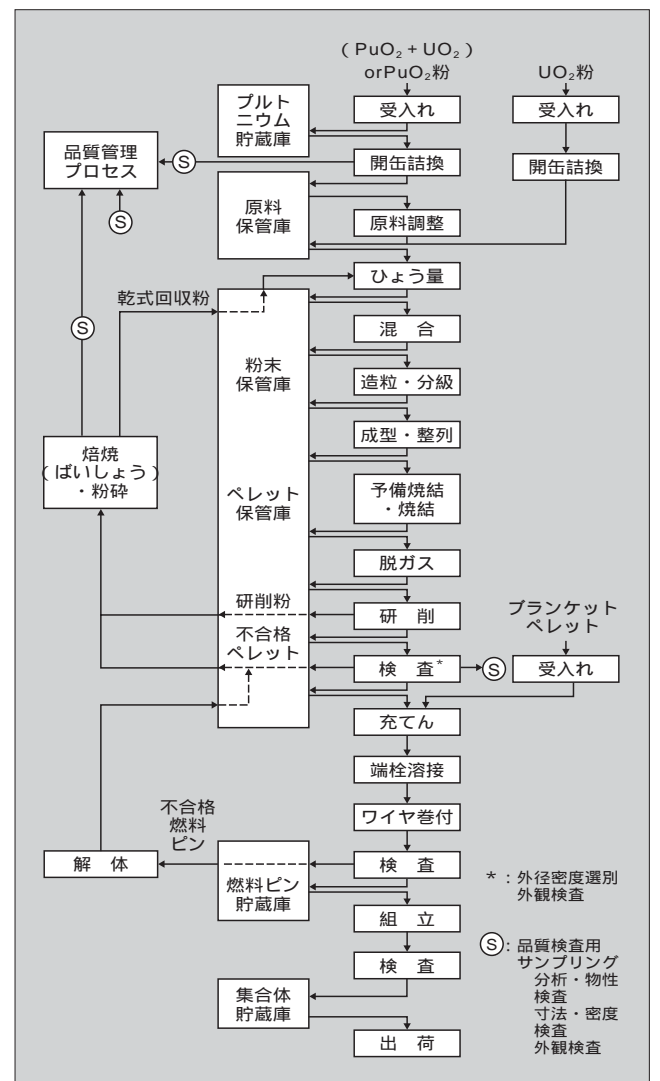 (PuO₂+UO₂)
orPuO₂粉
UO₂粉
プルト
ニウム
貯蔵庫
受入れ
受入れ
品質管理
プロセス
Ⓢ
開缶詰換
開缶詰換
Ⓢ
原料
保管庫
原料調整
ひょう量
乾式回収粉
Ⓢ
混 合
粉末
保管庫
造粒・分級
成型・整列
焙焼
(ばいしょう)
・粉砕
ペレット
保管庫
予備焼結
・焼結
脱ガス
研削粉
研 削
ブランケット
ペレット
不合格
ペレット
検 査*
Ⓢ
受入れ
充てん
端栓溶接
ワイヤ巻付
不合格
燃料
ピン
解 体
検 査
燃料ピン
貯蔵庫
*:外径密度選別
外観検査
組 立
検 査
Ⓢ:品質検査用
サンプリング
分析・物性
検査
寸法・密度
検査
外観検査
集合体
貯蔵庫
出 荷